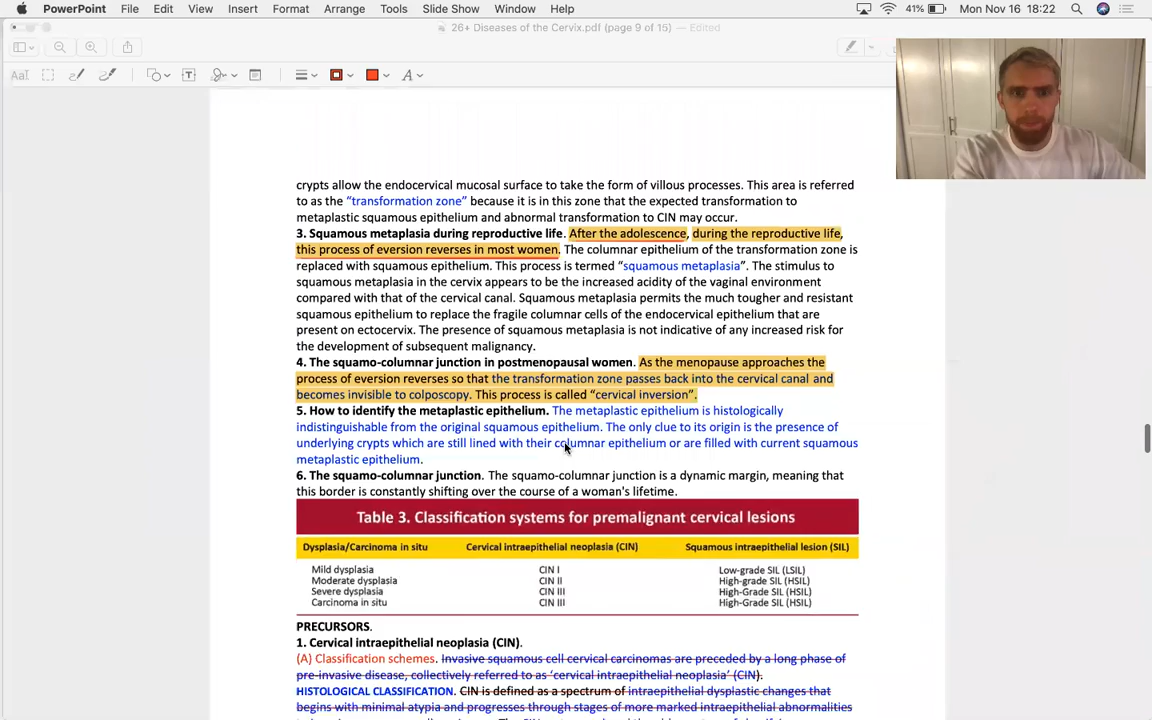 PowerPoint File Edit View Insert Format Arrange Tools Slide Show Window Help 41% Mon Nov 16 18:22
26+ Diseases of the Cervix.pdf (page 9 of 15) — Edited
AaI T A
crypts allow the endocervical mucosal surface to take the form of villous processes. This area is referred
to as the “transformation zone” because it is in this zone that the expected transformation to
metaplastic squamous epithelium and abnormal transformation to CIN may occur.
3. Squamous metaplasia during reproductive life. After the adolescence, during the reproductive life,
this process of eversion reverses in most women. The columnar epithelium of the transformation zone is
replaced with squamous epithelium. This process is termed “squamous metaplasia”. The stimulus to
squamous metaplasia in the cervix appears to be the increased acidity of the vaginal environment
compared with that of the cervical canal. Squamous metaplasia permits the much tougher and resistant
squamous epithelium to replace the fragile columnar cells of the endocervical epithelium that are
present on ectocervix. The presence of squamous metaplasia is not indicative of any increased risk for
the development of subsequent malignancy.
4. The squamo-columnar junction in postmenopausal women. As the menopause approaches the
process of eversion reverses so that the transformation zone passes back into the cervical canal and
becomes invisible to colposcopy. This process is called “cervical inversion”.
5. How to identify the metaplastic epithelium. The metaplastic epithelium is histologically
indistinguishable from the original squamous epithelium. The only clue to its origin is the presence of
underlying crypts which are still lined with their columnar epithelium or are filled with current squamous
metaplastic epithelium.
6. The squamo-columnar junction. The squamo-columnar junction is a dynamic margin, meaning that
this border is constantly shifting over the course of a woman's lifetime.
Table 3. Classification systems for premalignant cervical lesions
Dysplasia/Carcinoma in situ Cervical intraepithelial neoplasia (CIN) Squamous intraepithelial lesion (SIL)
Mild dysplasia CIN I Low-grade SIL (LSIL)
Moderate dysplasia CIN II High-grade SIL (HSIL)
Severe dysplasia CIN III High-Grade SIL (HSIL)
Carcinoma in situ CIN III High-Grade SIL (HSIL)
PRECURSORS.
1. Cervical intraepithelial neoplasia (CIN).
(A) Classification schemes. Invasive squamous cell cervical carcinomas are preceded by a long phase of
pre-invasive disease, collectively referred to as ‘cervical intraepithelial neoplasia’ (CIN).
HISTOLOGICAL CLASSIFICATION. CIN is defined as a spectrum of intraepithelial dysplastic changes that
begins with minimal atypia and progresses through stages of more marked intraepithelial abnormalities